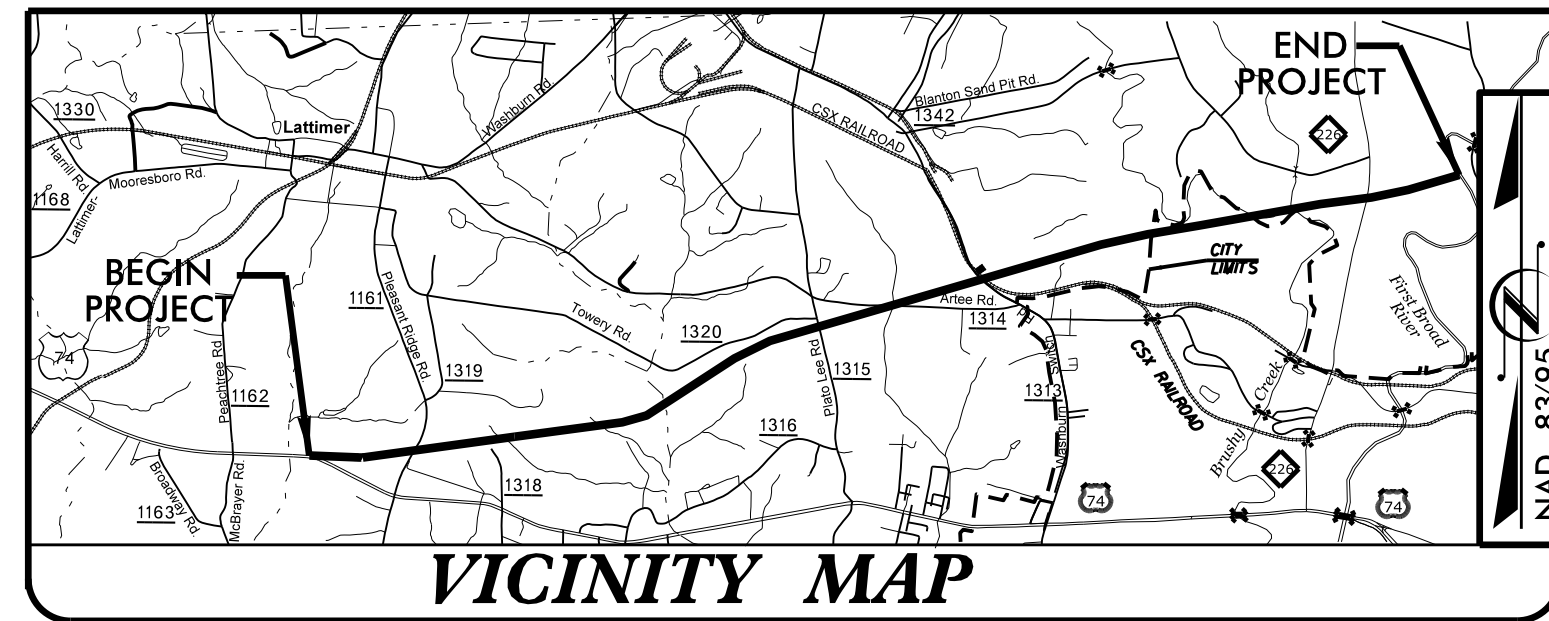 END
PROJECT
226
Blanton Sand Pit Rd.
1342
Washburn Rd.
CSX RAILROAD
1330
Lattimer
Harrill Rd.
Mooresboro Rd.
1168
Lattimer-
CITY
LIMITS
BEGIN
PROJECT
1161
Pleasant Ridge Rd.
Towery Rd.
1320
Artee Rd.
1314
Rd
First Broad
River
74
Peachtree Rd.
1162
1319
Plato Lee Rd
1315
1313
Washburn Switch
CSX RAILROAD
Brushy Creek
1316
226
Broadway Rd.
1163
McBrayer Rd.
1318
74
74
NAD 83/95
VICINITY MAP